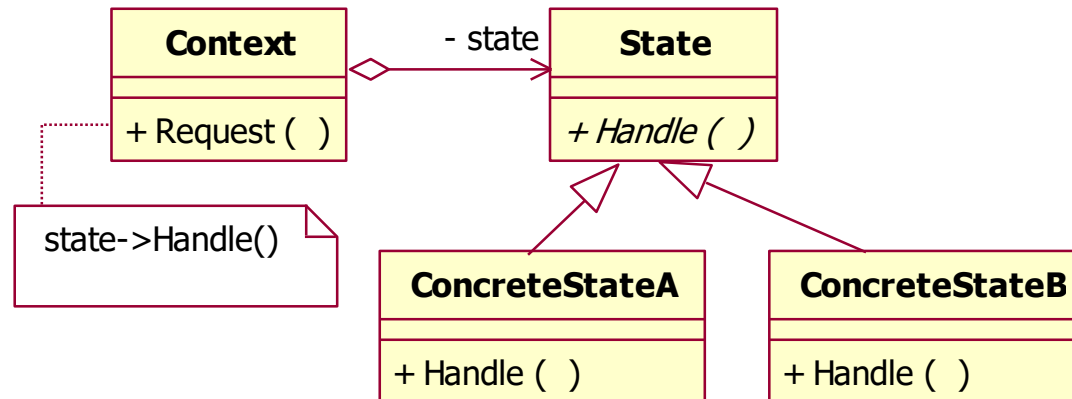 Context
- state
State
+ Request ( )
+ Handle ( )
state->Handle()
ConcreteStateA
ConcreteStateB
+ Handle ( )
+ Handle ( )